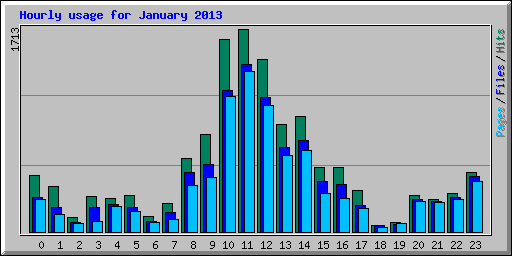 Hourly usage for January 2013
1713
Pages / Files / Hits
0 1 2 3 4 5 6 7 8 9 10 11 12 13 14 15 16 17 18 19 20 21 22 23